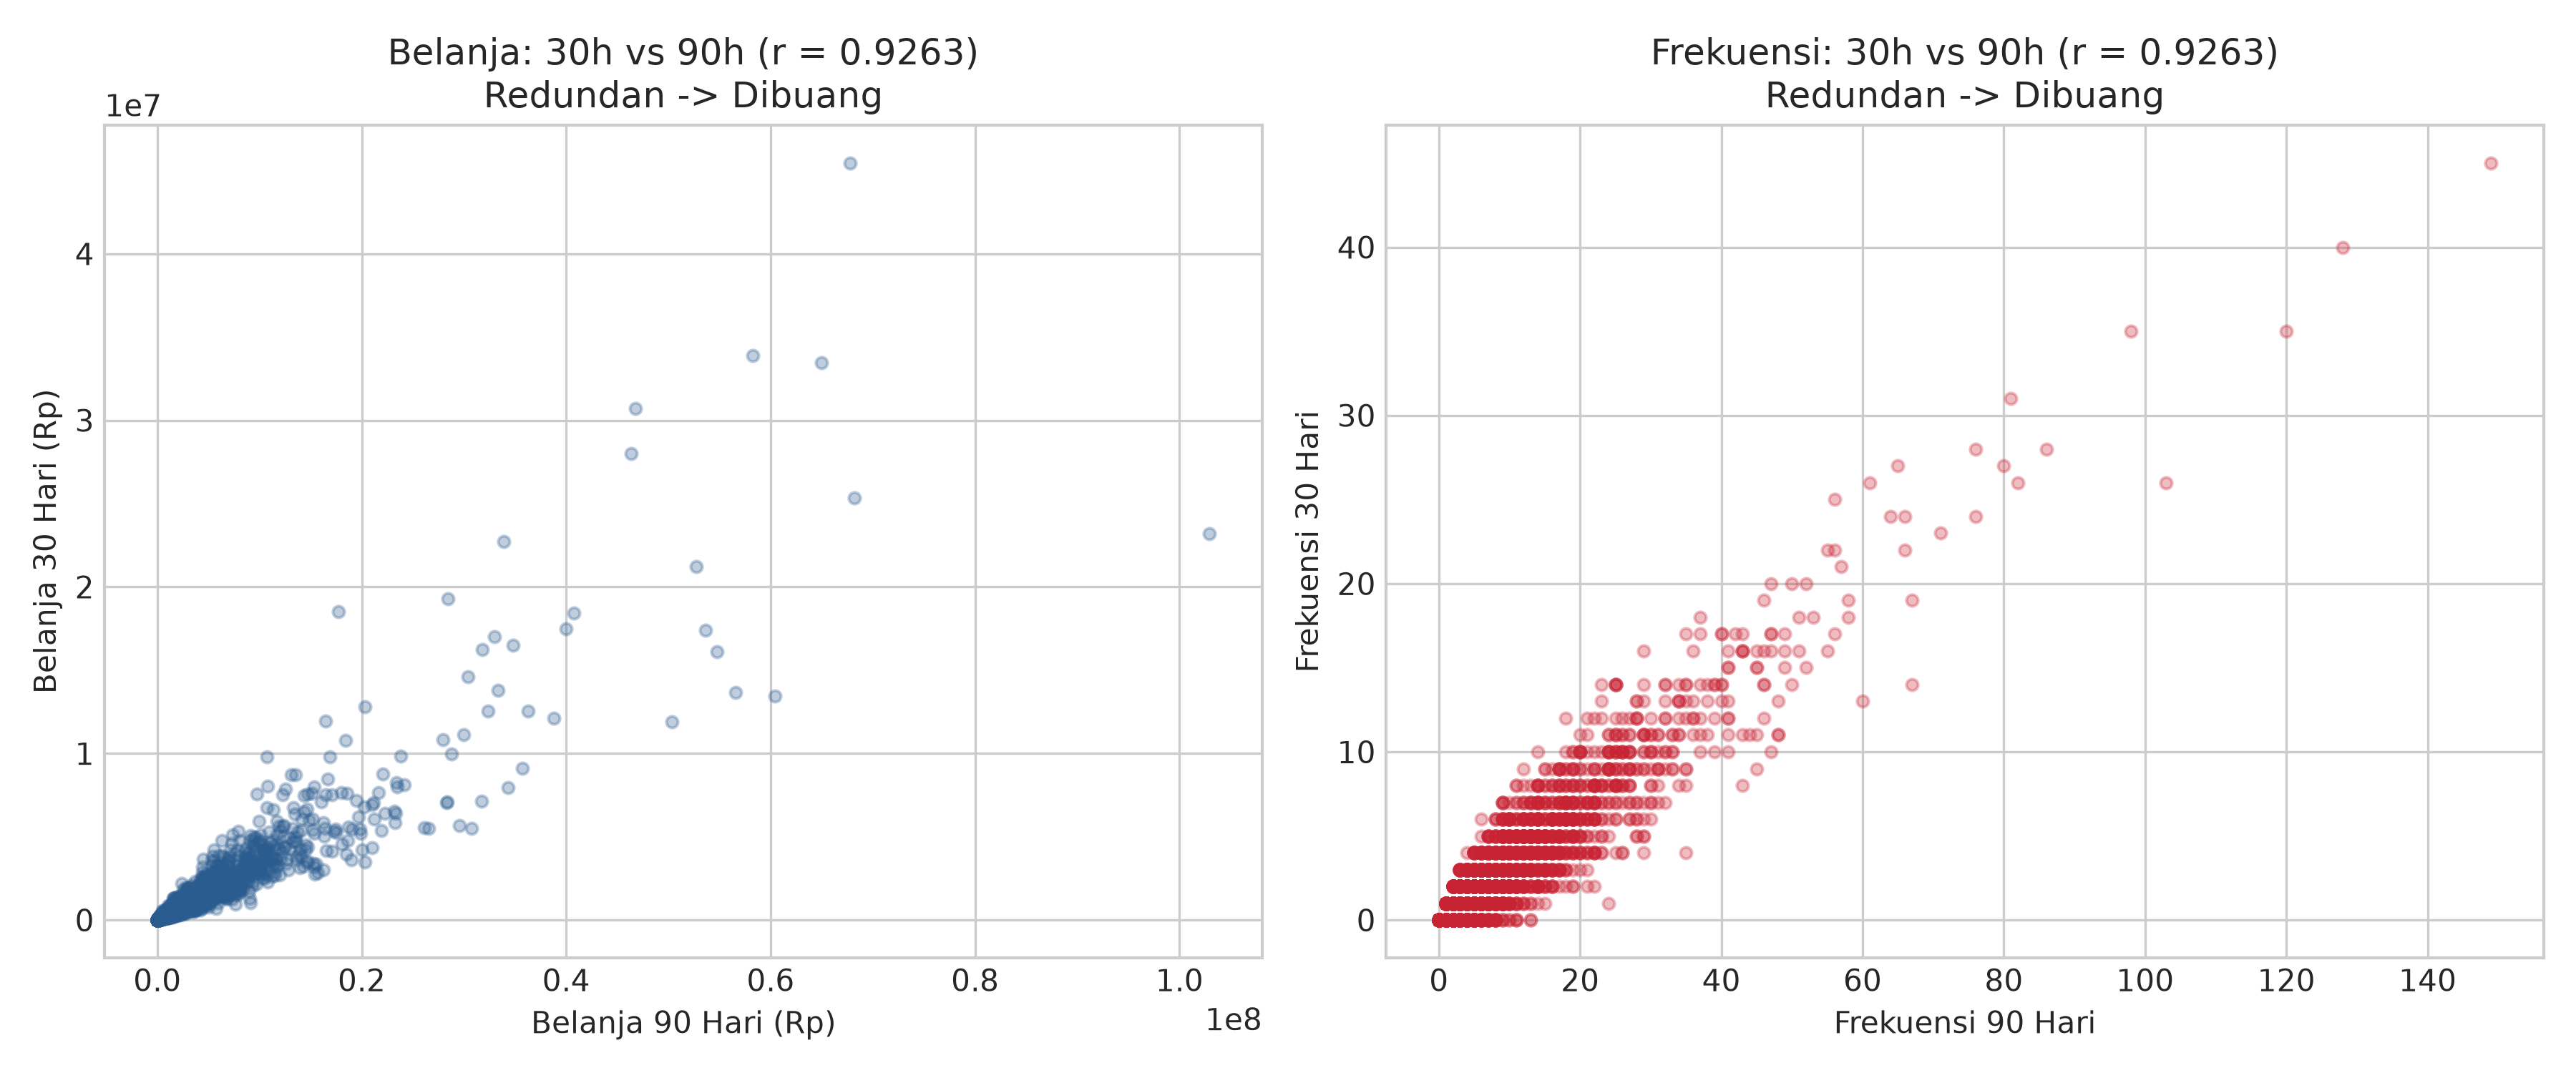 Belanja: 30h vs 90h (r = 0.9263)
Redundan -> Dibuang
1e7
4
3
2
1
0
Belanja 30 Hari (Rp)
0.0 0.2 0.4 0.6 0.8 1.0
Belanja 90 Hari (Rp)
1e8
Frekuensi: 30h vs 90h (r = 0.9263)
Redundan -> Dibuang
40
30
20
10
0
Frekuensi 30 Hari
0 20 40 60 80 100 120 140
Frekuensi 90 Hari